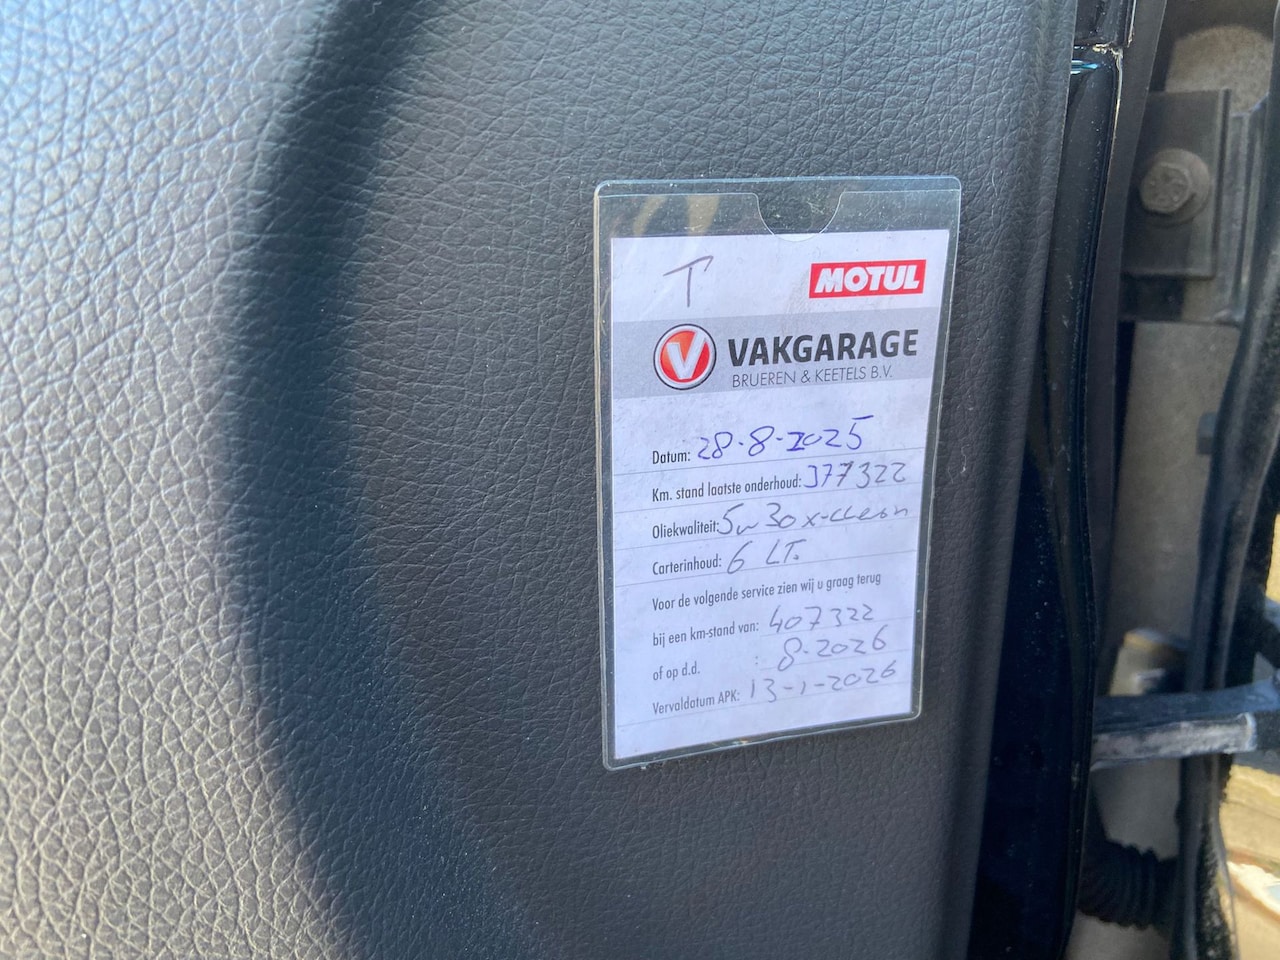 T
MOTUL
V VAKGARAGE
BRUEREN & KEETELS B.V.
Datum: 28-8-2025
Km. stand laatste onderhoud: 377322
Oliekwaliteit: 5w30 x-clean
Carterinhoud: 6 LT.
Voor de volgende service zien wij u graag terug
bij een km-stand van: 407322
of op d.d. : 8-2026
Vervaldatum APK: 13-1-2026